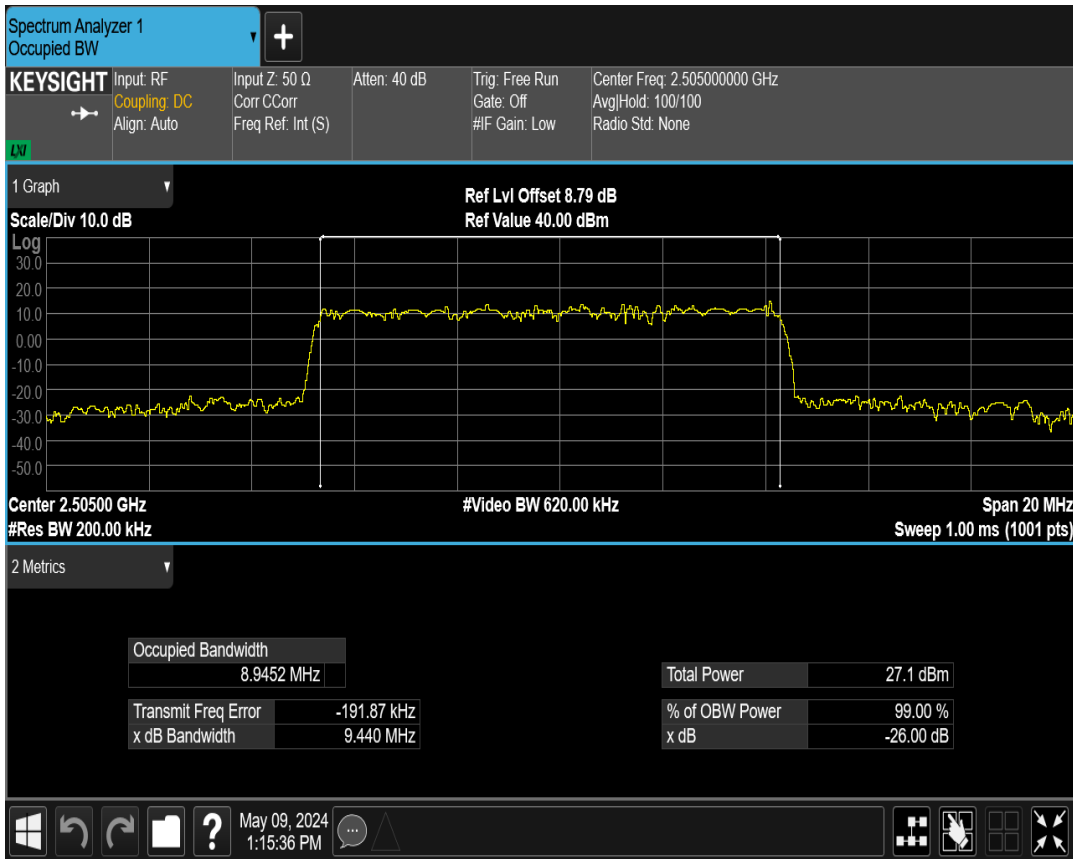 Spectrum Analyzer 1
Occupied BW
+
KEYSIGHT
LXI
Input: RF
Coupling: DC
Align: Auto
Input Z: 50 Ω
Corr CCorr
Freq Ref: Int (S)
Atten: 40 dB
Trig: Free Run
Gate: Off
#IF Gain: Low
Center Freq: 2.505000000 GHz
Avg|Hold: 100/100
Radio Std: None
1 Graph
Scale/Div 10.0 dB
Ref Lvl Offset 8.79 dB
Ref Value 40.00 dBm
Log
30.0
20.0
10.0
0.00
-10.0
-20.0
-30.0
-40.0
-50.0
Center 2.50500 GHz
#Video BW 620.00 kHz
Span 20 MHz
#Res BW 200.00 kHz
Sweep 1.00 ms (1001 pts)
2 Metrics
Occupied Bandwidth
8.9452 MHz
Total Power 27.1 dBm
Transmit Freq Error -191.87 kHz
% of OBW Power 99.00 %
x dB Bandwidth 9.440 MHz
x dB -26.00 dB
?
May 09, 2024
1:15:36 PM